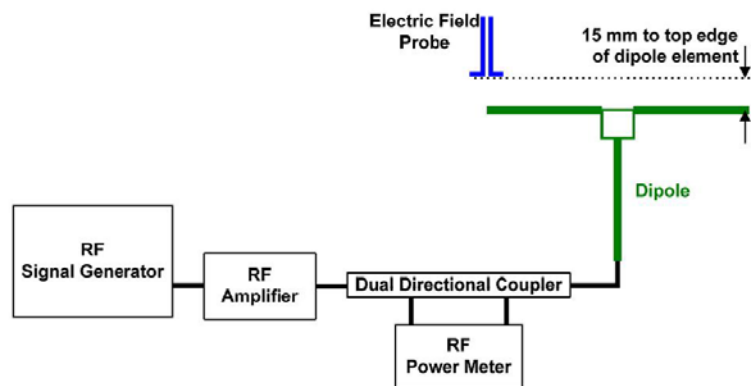 Electric Field
Probe
15 mm to top edge
of dipole element
Dipole
RF
Signal Generator
RF
Amplifier
Dual Directional Coupler
RF
Power Meter